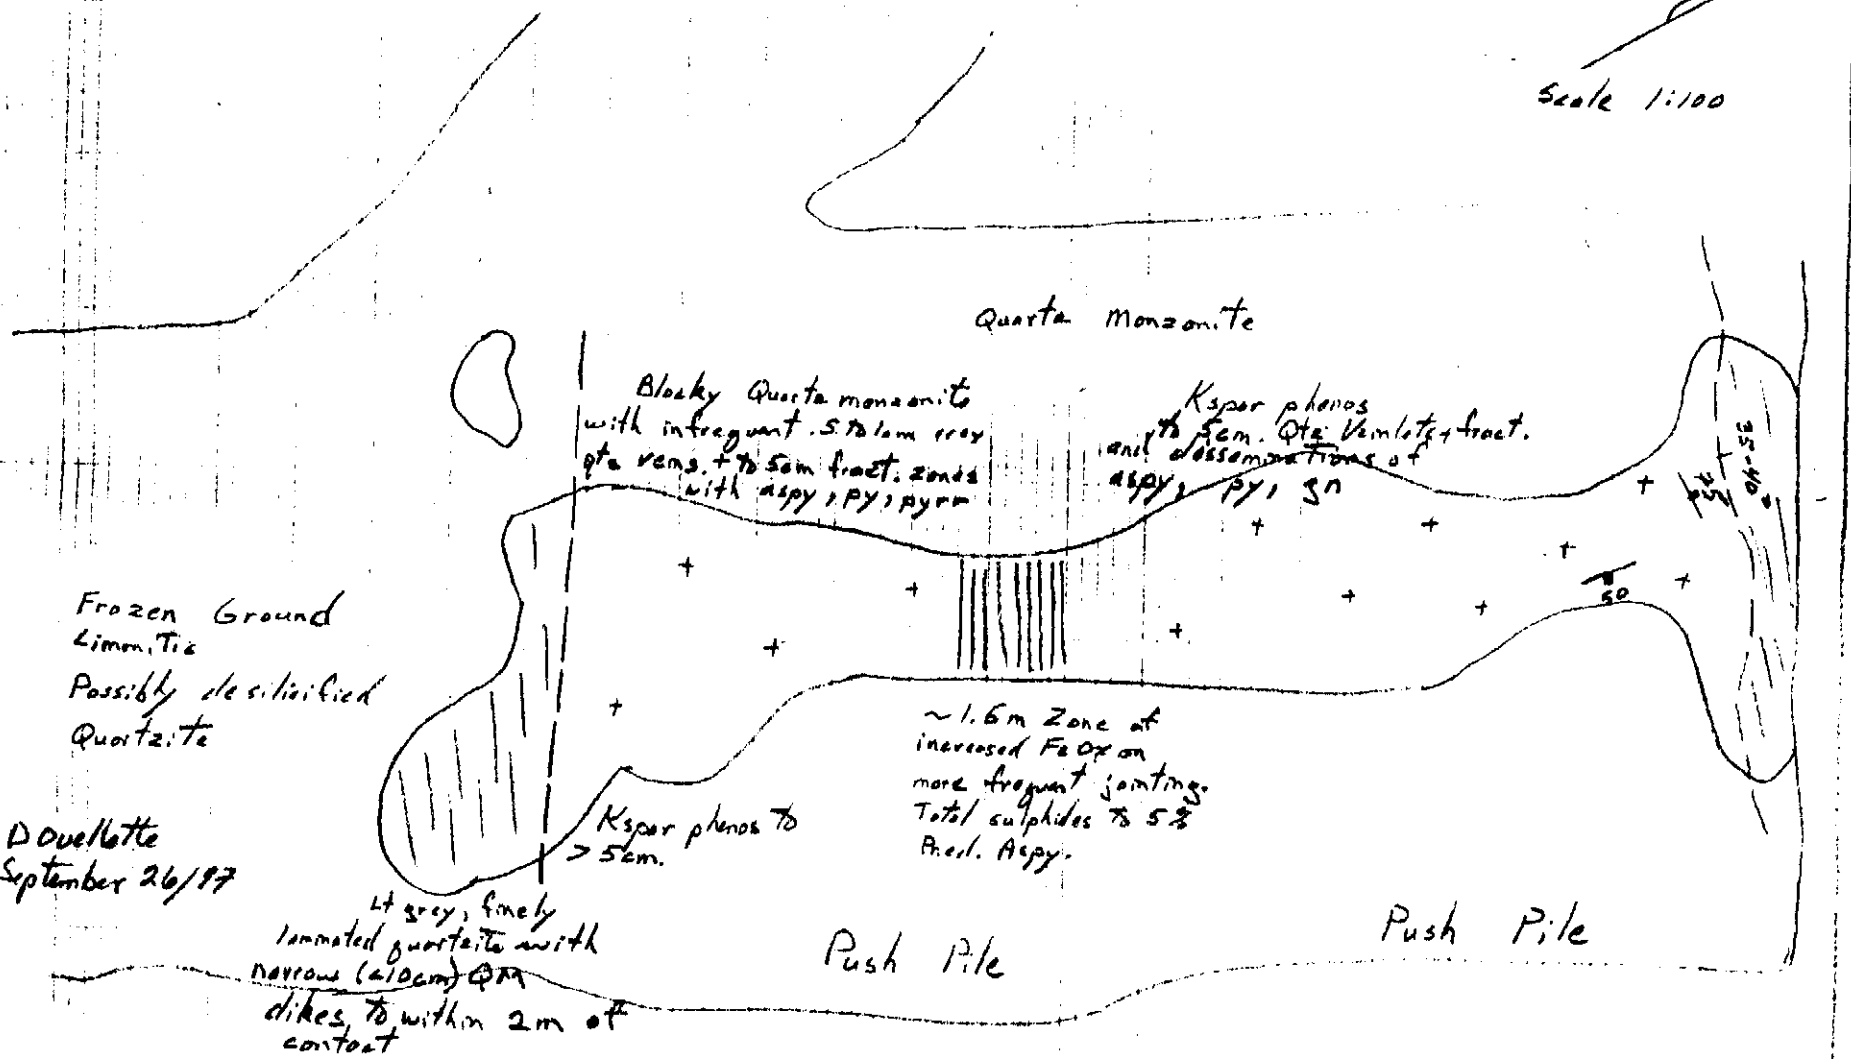 Scale 1:100
Quartz Monzonite
Blocky Quartz monzonite
with infrequent .5 to 1cm grey
qtz veins, + to 5cm fract. zones
with aspy, py, pyrr
Kspar phenos
to 5cm. Qtz Veinlets, fract.
and disseminations of
aspy, py, gn
35-40
50
Frozen Ground
Limonitic
Possibly desilicified
Quartzite
~1.5m Zone of
increased FeOx on
more frequent jointing.
Total sulphides to 5%
Pred. Aspy.
Kspar phenos to
> 5cm.
D Ouellette
September 26/97
Lt grey, finely
laminated quartzite with
narrow (<10cm) QM
dikes, to within 2m of
contact
Push Pile
Push Pile